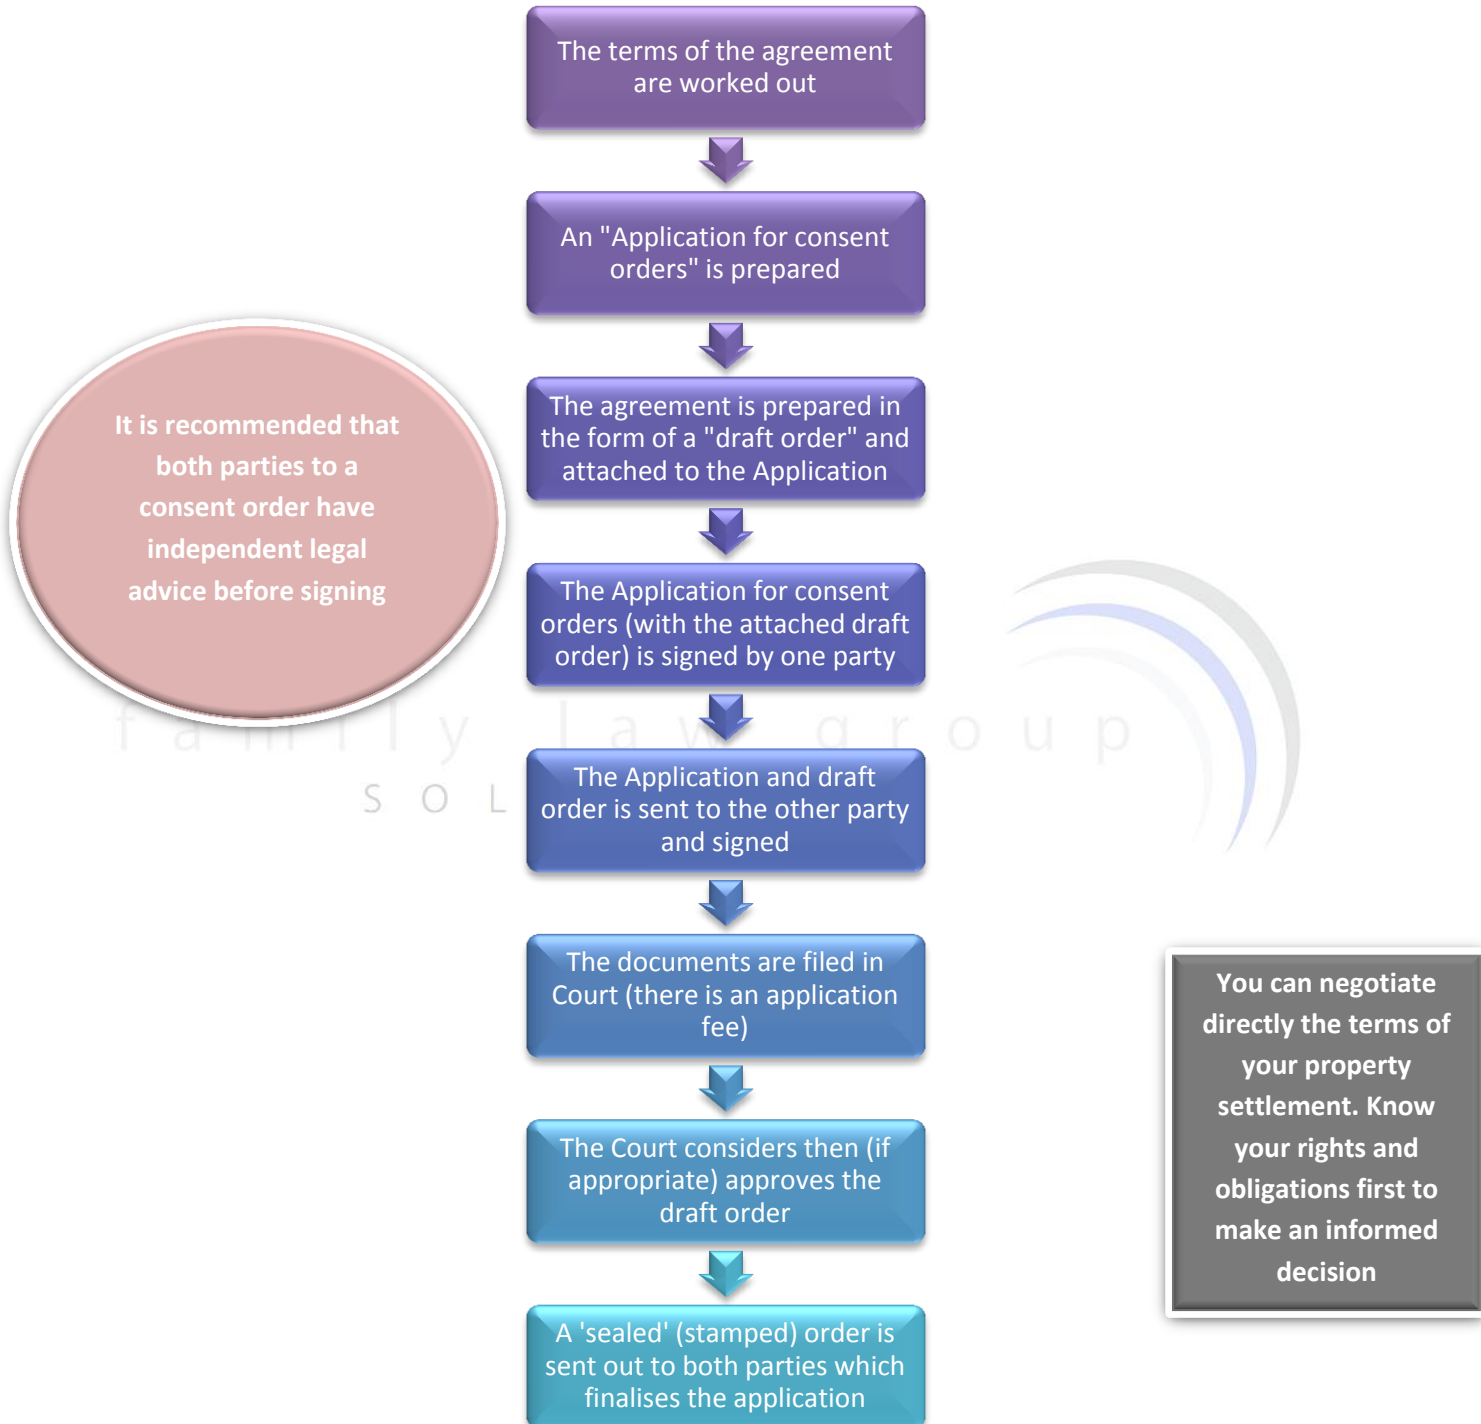 The terms of the agreement
are worked out
An "Application for consent
orders" is prepared
The agreement is prepared in
the form of a "draft order" and
attached to the Application
It is recommended that
both parties to a
consent order have
independent legal
advice before signing
The Application for consent
orders (with the attached draft
order) is signed by one party
family law group
SOL
The Application and draft
order is sent to the other party
and signed
The documents are filed in
Court (there is an application
fee)
You can negotiate
directly the terms of
your property
settlement. Know
your rights and
obligations first to
make an informed
decision
The Court considers then (if
appropriate) approves the
draft order
A 'sealed' (stamped) order is
sent out to both parties which
finalises the application